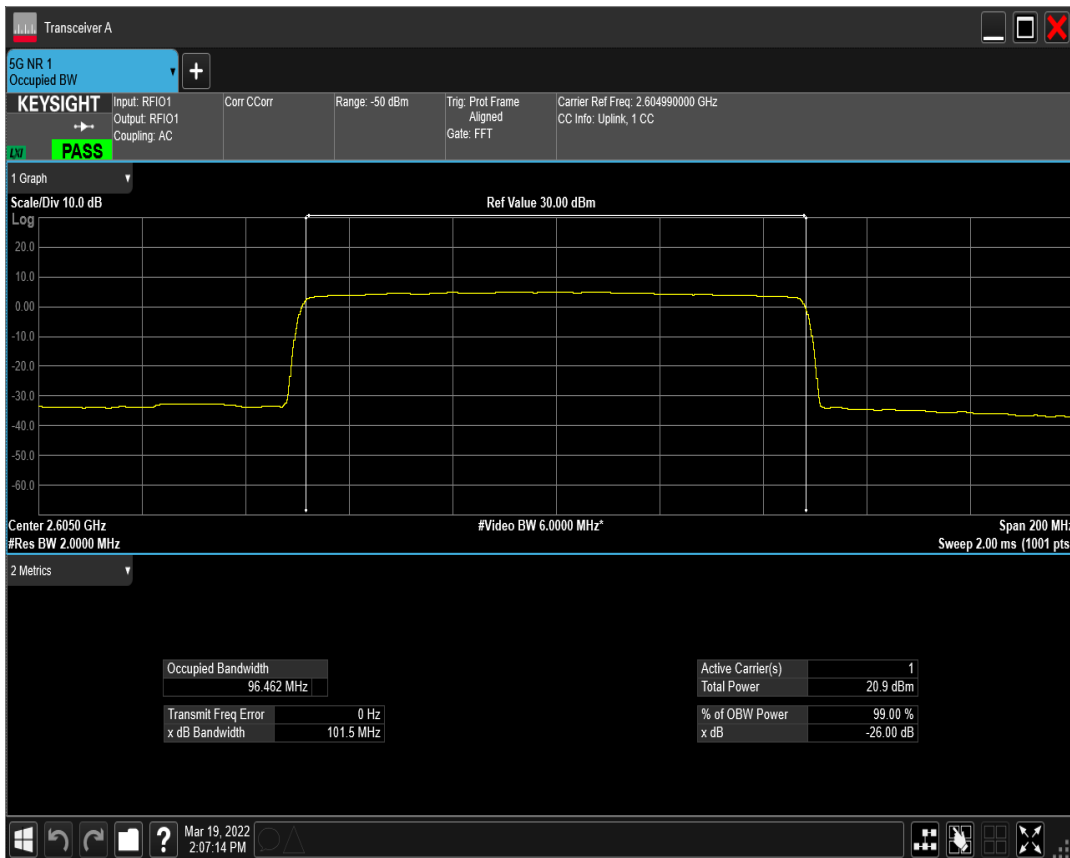 Transceiver A
5G NR 1
Occupied BW
KEYSIGHT
LXI
PASS
Input: RFIO1
Output: RFIO1
Coupling: AC
Corr CCorr
Range: -50 dBm
Trig: Prot Frame
Aligned
Gate: FFT
Carrier Ref Freq: 2.604990000 GHz
CC Info: Uplink, 1 CC
1 Graph
Scale/Div 10.0 dB
Ref Value 30.00 dBm
Log
20.0
10.0
0.00
-10.0
-20.0
-30.0
-40.0
-50.0
-60.0
Center 2.6050 GHz
#Video BW 6.0000 MHz*
Span 200 MHz
#Res BW 2.0000 MHz
Sweep 2.00 ms (1001 pts
2 Metrics
Occupied Bandwidth
96.462 MHz
Transmit Freq Error 0 Hz
x dB Bandwidth 101.5 MHz
Active Carrier(s) 1
Total Power 20.9 dBm
% of OBW Power 99.00 %
x dB -26.00 dB
?
Mar 19, 2022
2:07:14 PM